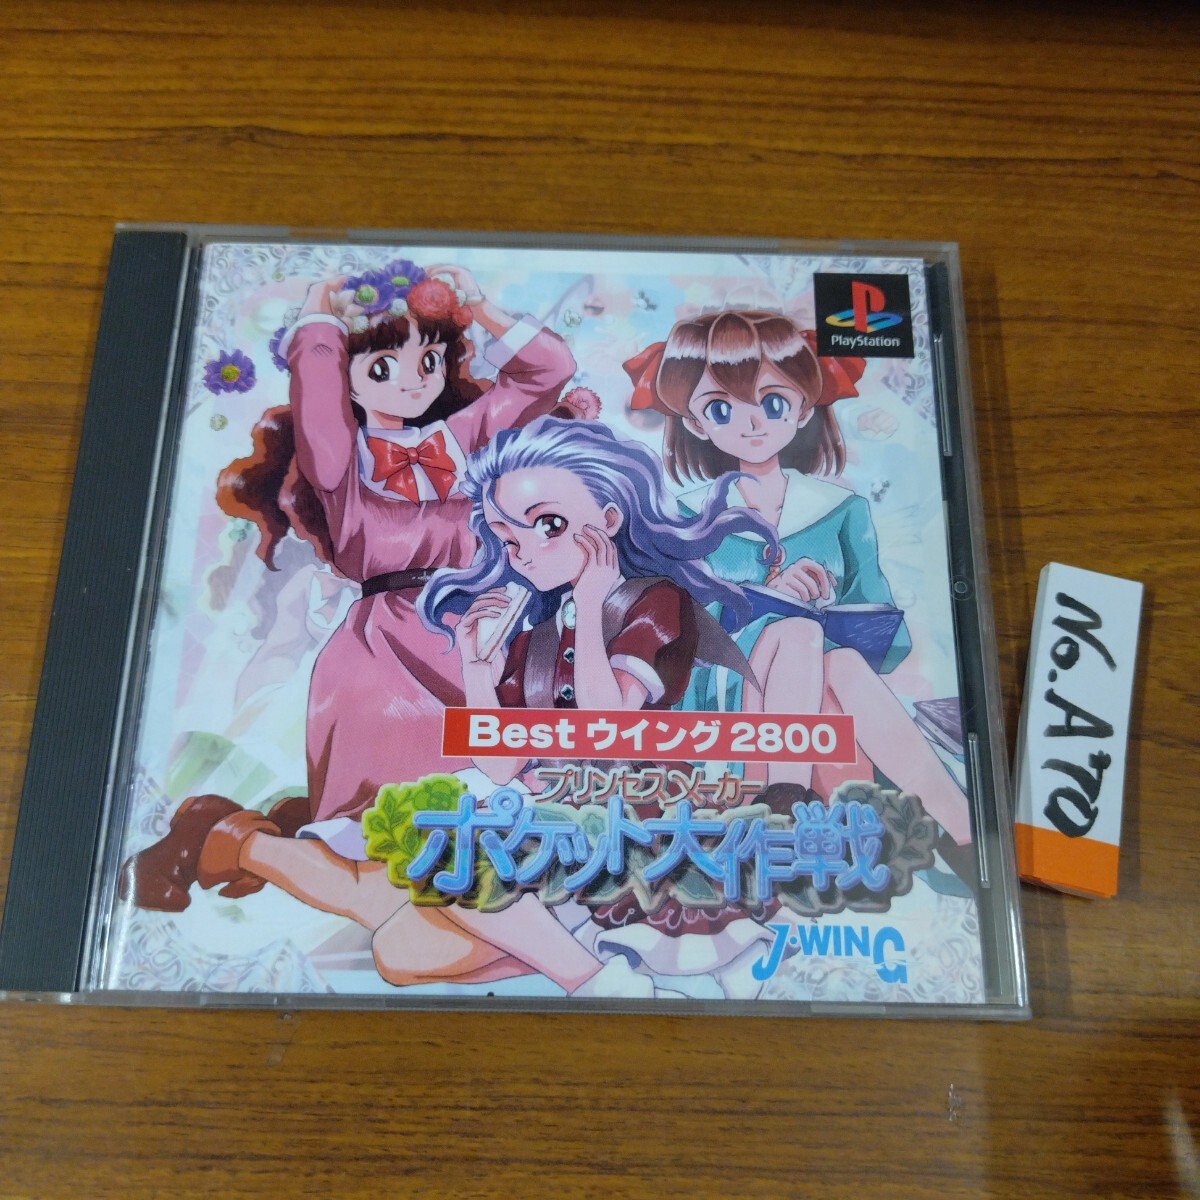 PlayStation
Best ウイング 2800
プリンセスメーカー
ポケット大作戦
J・WING
No. A70